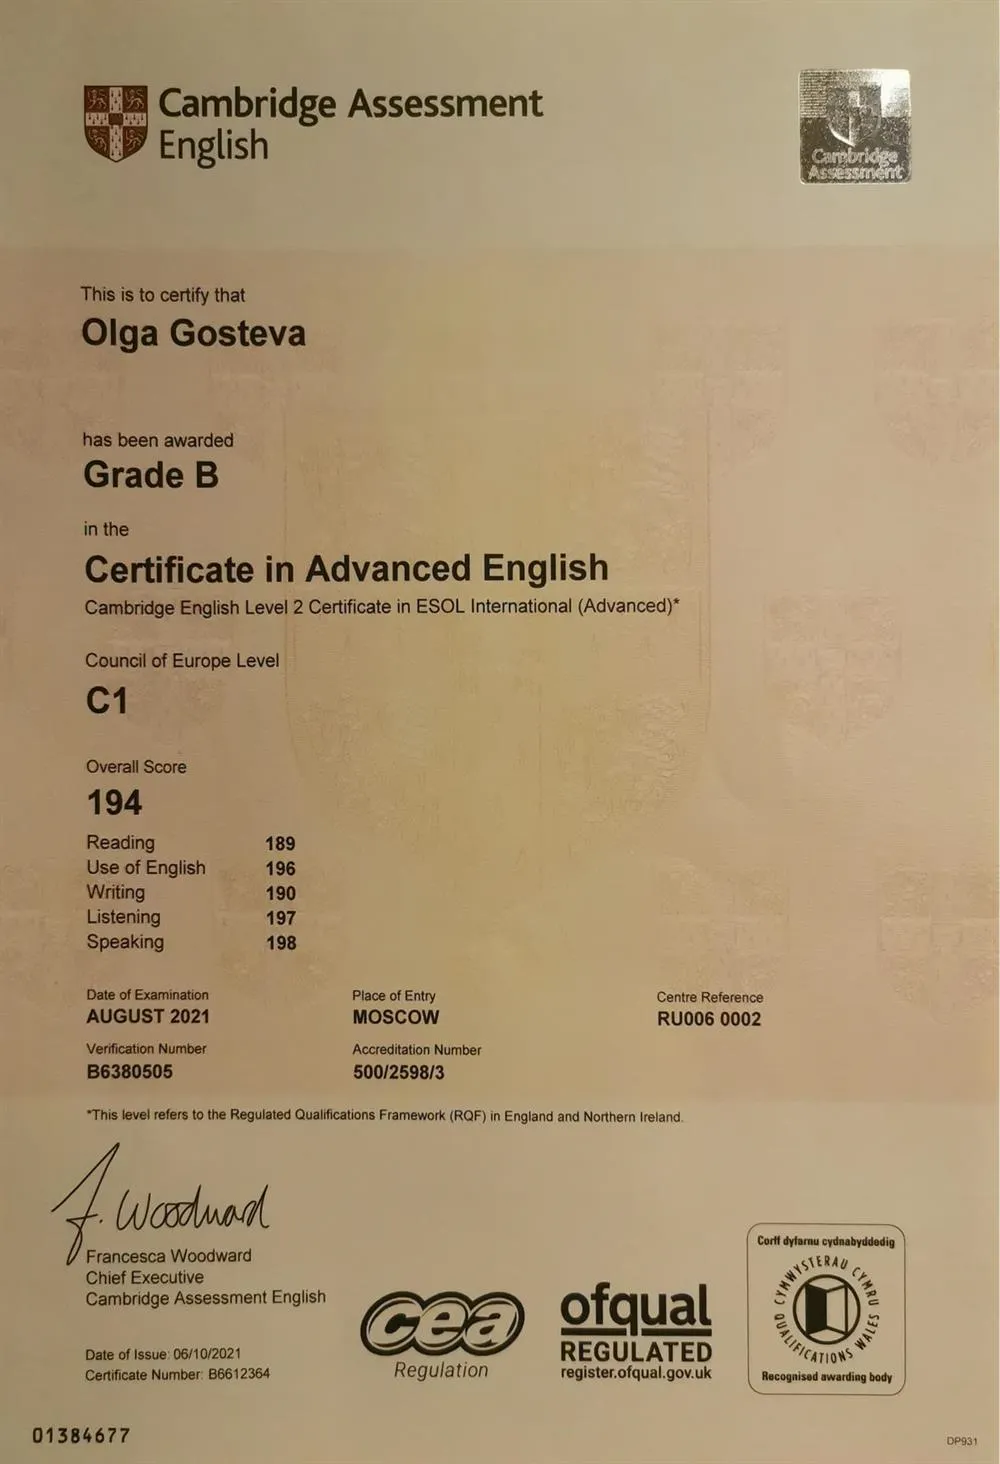 Cambridge Assessment
English
Cambridge
Assessment
This is to certify that
Olga Gosteva
has been awarded
Grade B
in the
Certificate in Advanced English
Cambridge English Level 2 Certificate in ESOL International (Advanced)*
Council of Europe Level
C1
Overall Score
194
Reading 189
Use of English 196
Writing 190
Listening 197
Speaking 198
Date of Examination Place of Entry Centre Reference
AUGUST 2021 MOSCOW RU006 0002
Verification Number Accreditation Number
B6380505 500/2598/3
*This level refers to the Regulated Qualifications Framework (RQF) in England and Northern Ireland.
F. Woodward
Francesca Woodward
Chief Executive
Cambridge Assessment English
Date of Issue: 06/10/2021
Certificate Number: B6612364
cea
Regulation
ofqual
REGULATED
register.ofqual.gov.uk
Corff dyfarnu cydnabyddedig
CYMWYSTERAU CYMRU
QUALIFICATIONS WALES
Recognised awarding body
01384677
DP931